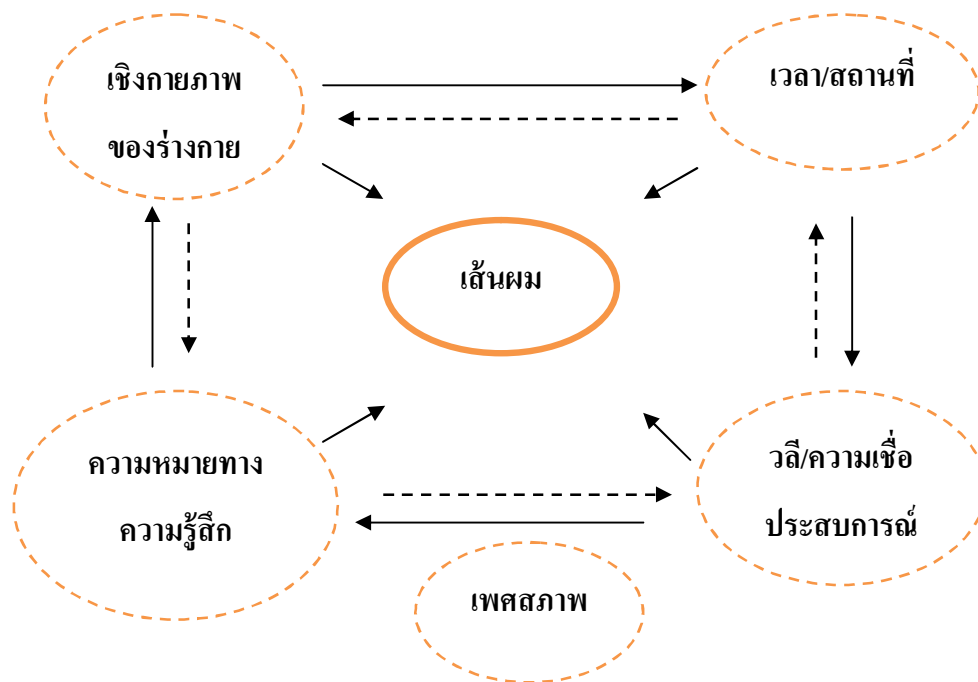 เชิงกายภาพ
ของร่างกาย
เวลา/สถานที่
เส้นผม
ความหมายทาง
ความรู้สึก
วลี/ความเชื่อ
ประสบการณ์
เพศสภาพ